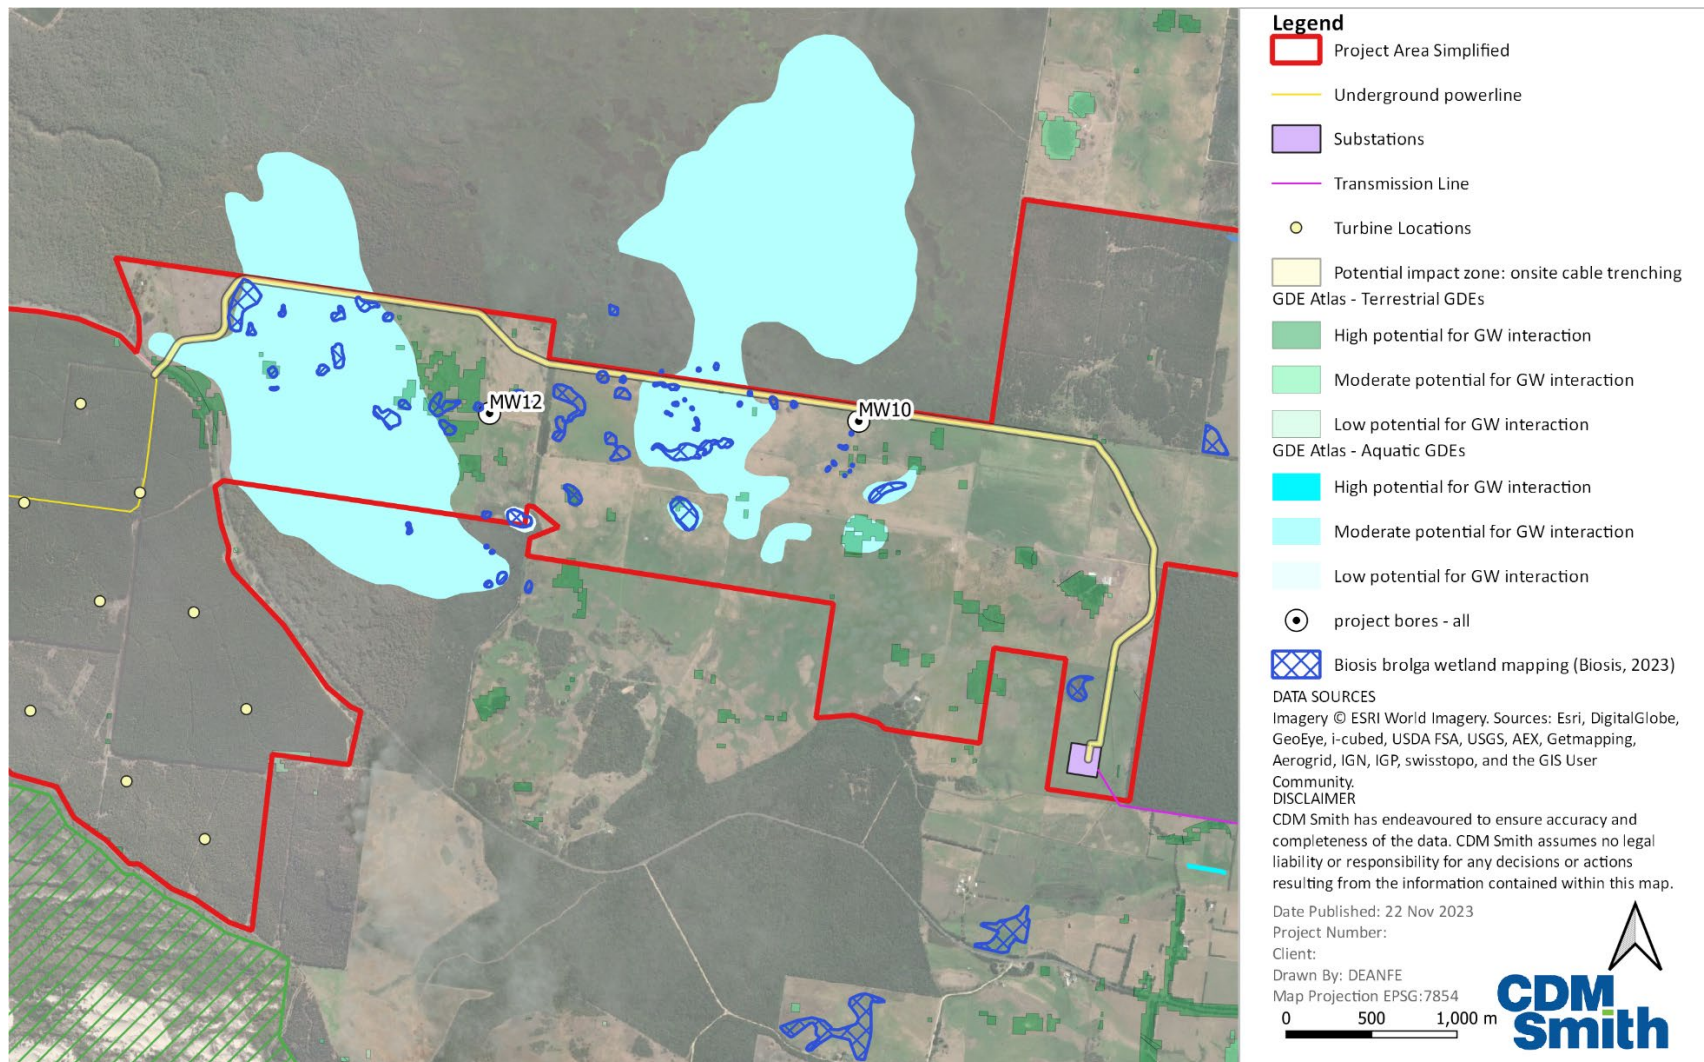 MW12
MW10
Legend
Project Area Simplified
Underground powerline
Substations
Transmission Line
Turbine Locations
Potential impact zone: onsite cable trenching
GDE Atlas - Terrestrial GDEs
High potential for GW interaction
Moderate potential for GW interaction
Low potential for GW interaction
GDE Atlas - Aquatic GDEs
High potential for GW interaction
Moderate potential for GW interaction
Low potential for GW interaction
project bores - all
Biosis brolga wetland mapping (Biosis, 2023)
DATA SOURCES
Imagery © ESRI World Imagery. Sources: Esri, DigitalGlobe,
GeoEye, i-cubed, USDA FSA, USGS, AEX, Getmapping,
Aerogrid, IGN, IGP, swisstopo, and the GIS User
Community.
DISCLAIMER
CDM Smith has endeavoured to ensure accuracy and
completeness of the data. CDM Smith assumes no legal
liability or responsibility for any decisions or actions
resulting from the information contained within this map.
Date Published: 22 Nov 2023
Project Number:
Client:
Drawn By: DEANFE
Map Projection EPSG:7854
0 500 1,000 m
CDM
Smith